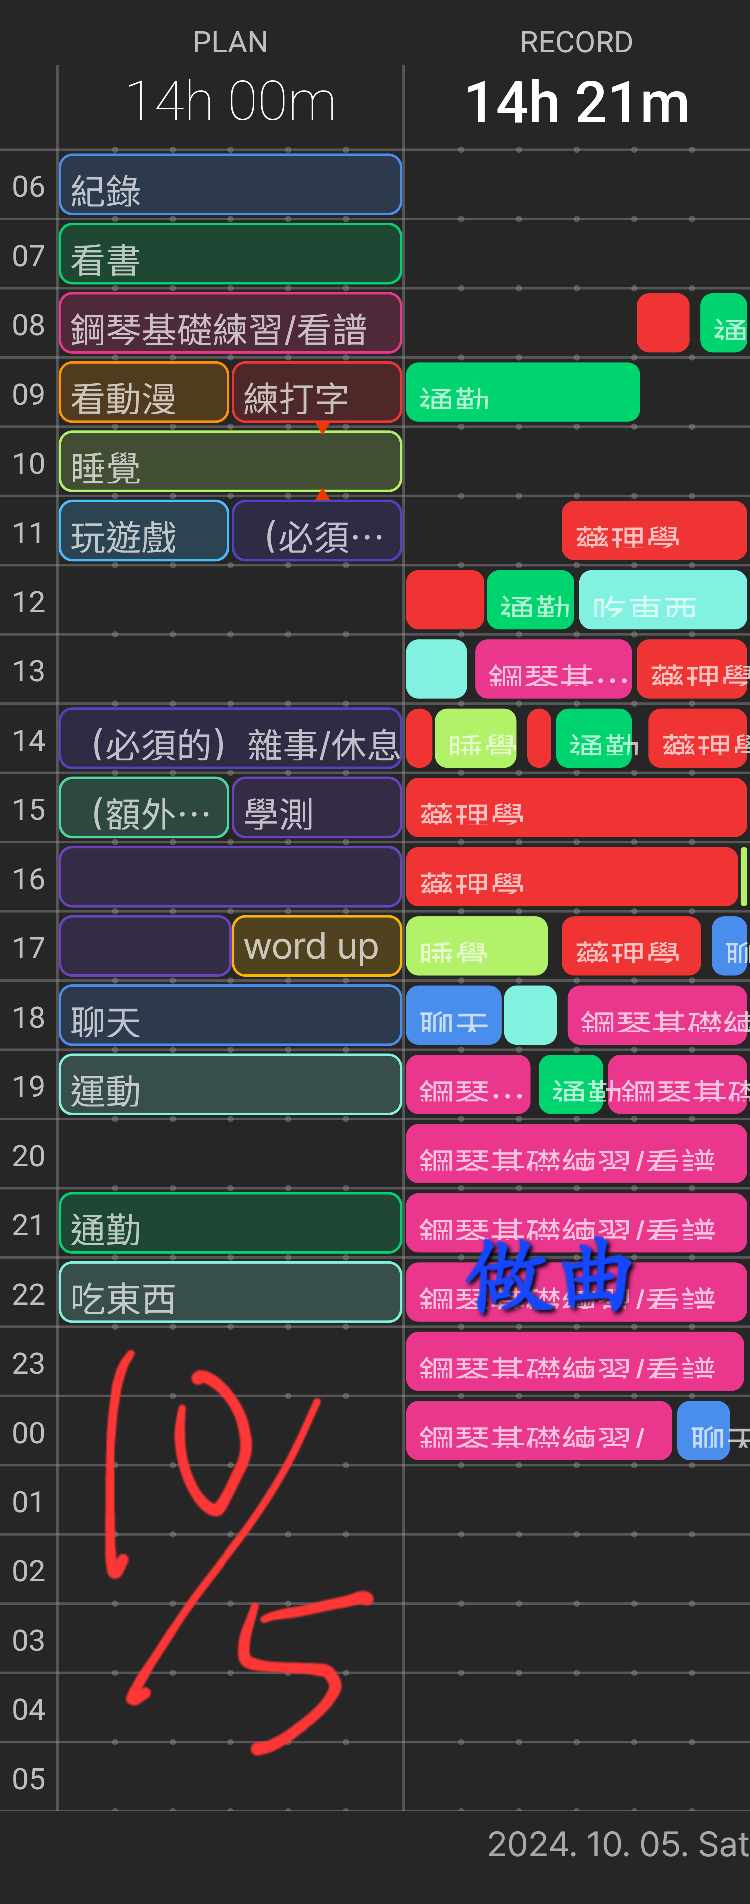 PLAN RECORD
14h 00m 14h 21m
06 紀錄
07 看書
08 鋼琴基礎練習/看譜 通
09 看動漫 練打字 通勤
10 睡覺
11 玩遊戲 (必須… 藥理學
12 通勤 吃東西
13 鋼琴基… 藥理學
14 (必須的) 雜事/休息 睡覺 通勤 藥理學
15 (額外… 學測 藥理學
16 藥理學
17 word up 睡覺 藥理學 聊
18 聊天 聊天 鋼琴基礎練
19 運動 鋼琴… 通勤 鋼琴基礎
20 鋼琴基礎練習/看譜
21 通勤 鋼琴基礎練習/看譜
做曲
22 吃東西 鋼琴基礎練習/看譜
23 鋼琴基礎練習/看譜
00 鋼琴基礎練習/ 聊天
10/5
01
02
03
04
05
2024. 10. 05. Sat